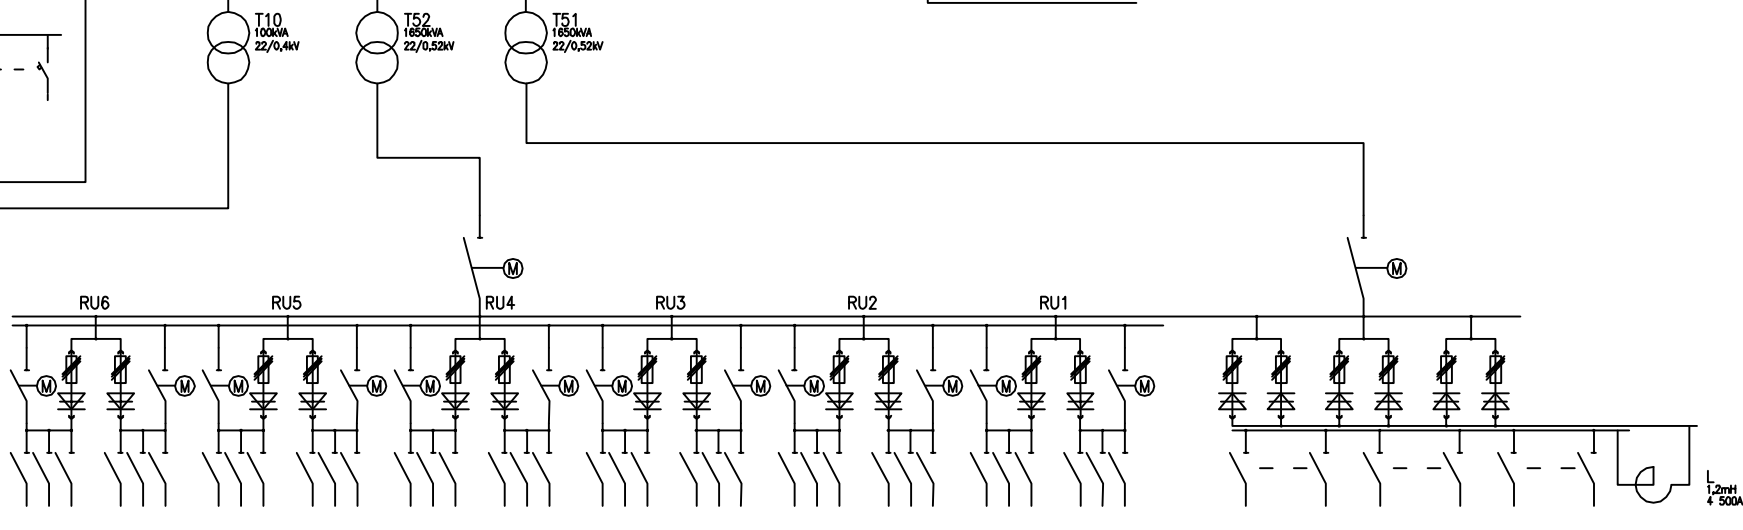 T10
100kVA
22/0,4kV
T52
1650kVA
22/0,52kV
T51
1650kVA
22/0,52kV
M
M
RU6
RU5
RU4
RU3
RU2
RU1
M
M
M
M
M
M
M
M
M
M
M
M
L
1,2mH
4 500A